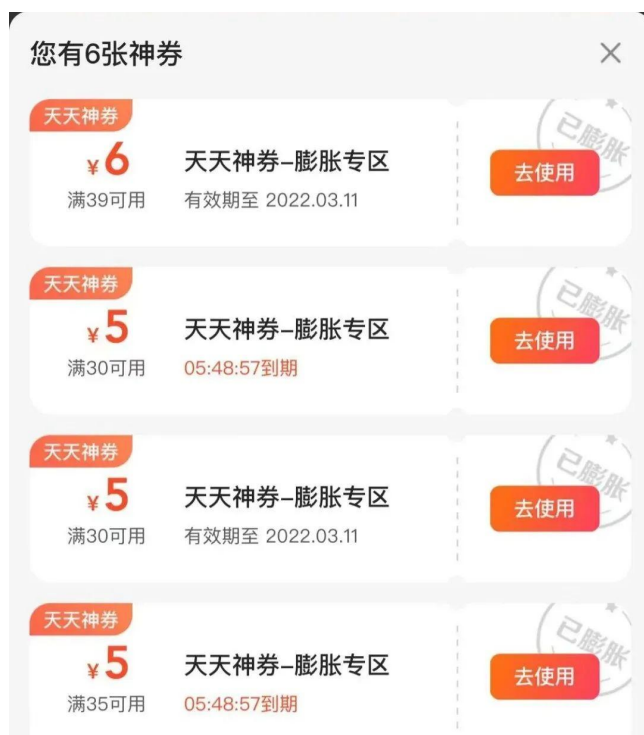 您有6张神券
天天神券
¥6
天天神券-膨胀专区
已膨胀
去使用
满39可用
有效期至 2022.03.11
天天神券
¥5
天天神券-膨胀专区
已膨胀
去使用
满30可用
05:48:57到期
天天神券
¥5
天天神券-膨胀专区
已膨胀
去使用
满30可用
有效期至 2022.03.11
天天神券
¥5
天天神券-膨胀专区
已膨胀
去使用
满35可用
05:48:57到期